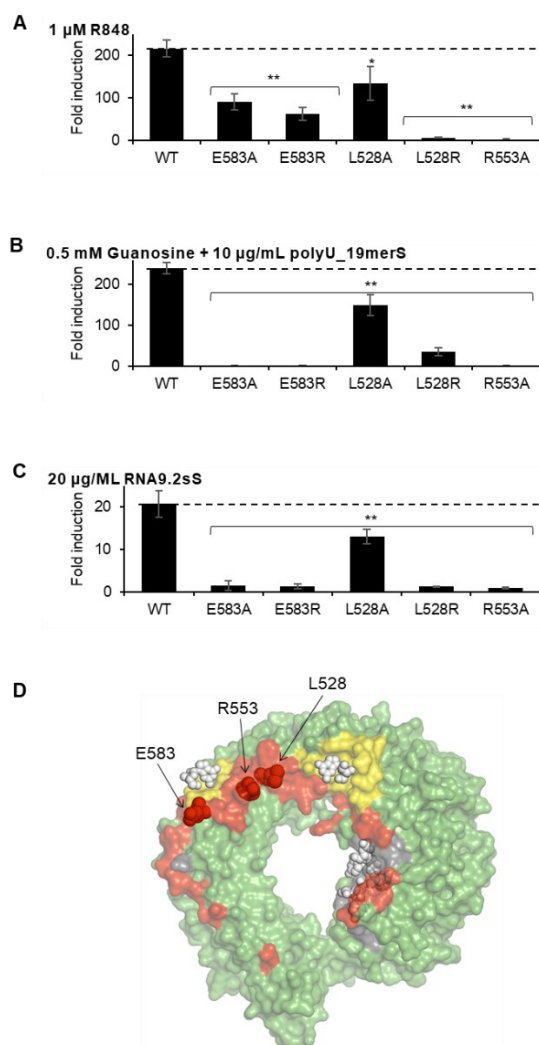 A
1 µM R848
Fold induction
200
100
0
**
*
**
WT E583A E583R L528A L528R R553A
B
0.5 mM Guanosine + 10 µg/mL polyU_19merS
Fold induction
200
100
0
**
WT E583A E583R L528A L528R R553A
C
20 µg/ML RNA9.2sS
Fold induction
20
10
0
**
WT E583A E583R L528A L528R R553A
D
L528
R553
E583